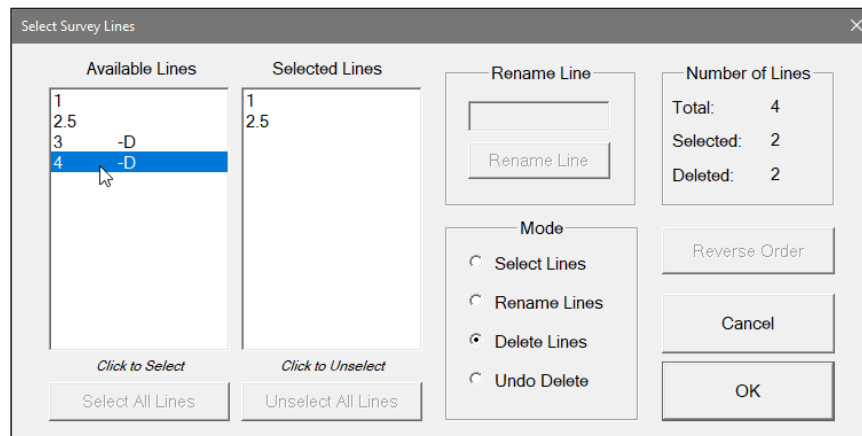 Select Survey Lines
Available Lines
1
2.5
3 -D
4 -D
Click to Select
Select All Lines
Selected Lines
1
2.5
Click to Unselect
Unselect All Lines
Rename Line
Rename Line
Mode
Select Lines
Rename Lines
Delete Lines
Undo Delete
Number of Lines
Total: 4
Selected: 2
Deleted: 2
Reverse Order
Cancel
OK